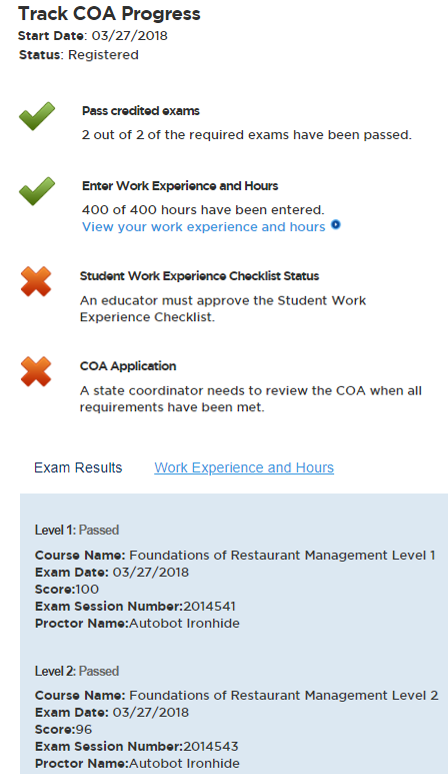 Track COA Progress
Start Date: 03/27/2018
Status: Registered
Pass credited exams
2 out of 2 of the required exams have been passed.
Enter Work Experience and Hours
400 of 400 hours have been entered.
View your work experience and hours
Student Work Experience Checklist Status
An educator must approve the Student Work
Experience Checklist.
COA Application
A state coordinator needs to review the COA when all
requirements have been met.
Exam Results Work Experience and Hours
Level 1: Passed
Course Name: Foundations of Restaurant Management Level 1
Exam Date: 03/27/2018
Score:100
Exam Session Number:2014541
Proctor Name:Autobot Ironhide
Level 2: Passed
Course Name: Foundations of Restaurant Management Level 2
Exam Date: 03/27/2018
Score:96
Exam Session Number:2014543
Proctor Name:Autobot Ironhide